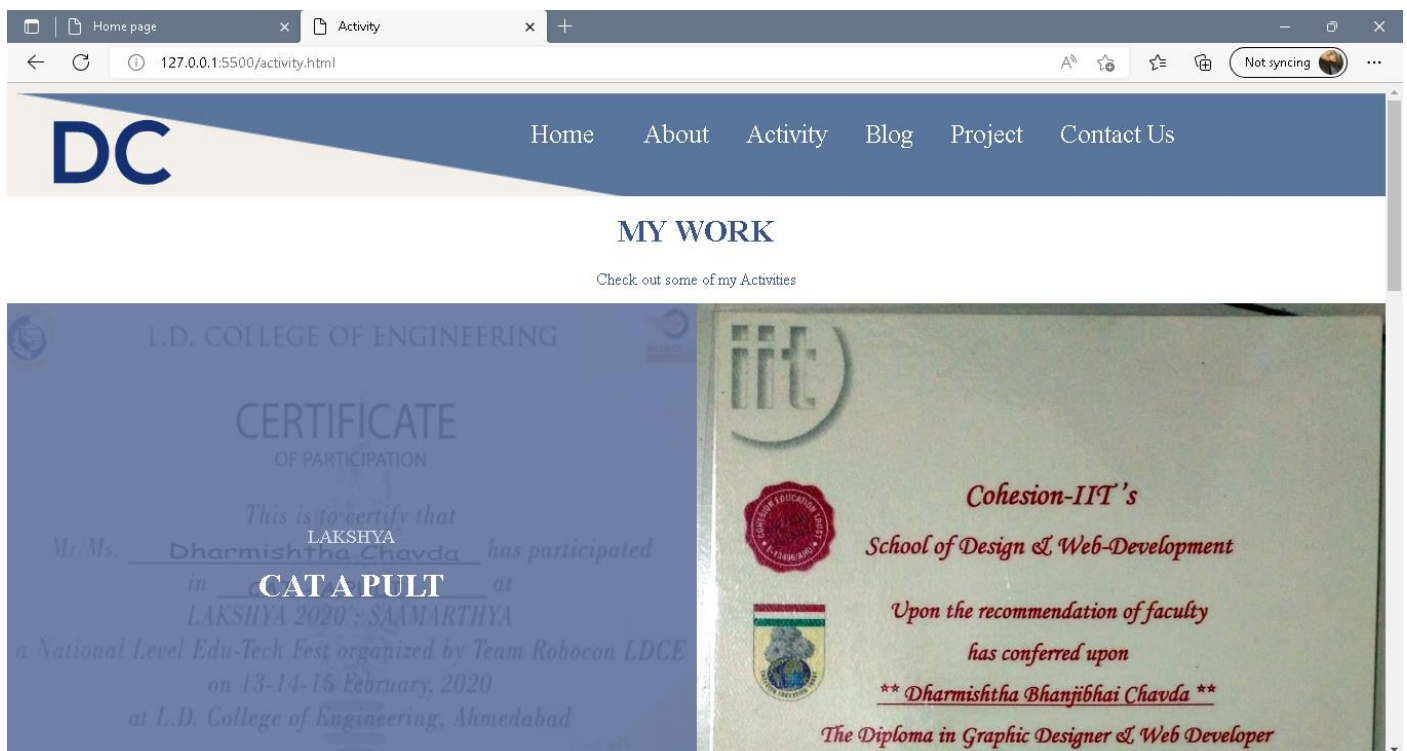 Home page
Activity
127.0.0.1:5500/activity.html
Not syncing
DC
Home About Activity Blog Project Contact Us
MY WORK
Check out some of my Activities
L.D. COLLEGE OF ENGINEERING
CERTIFICATE
OF PARTICIPATION
This is to certify that
LAKSHYA
Mr/Ms. Dharmishtha Chavda has participated
in at
CAT A PULT
LAKSHYA 2020 : SAAMARTHYA
a National Level Edu-Tech Fest organized by Team Robocon LDCE
on 13-14-15 February, 2020
at L.D. College of Engineering, Ahmedabad
iit
Cohesion-IIT 's
School of Design & Web-Development
Upon the recommendation of faculty
has conferred upon
** Dharmishtha Bhanjibhai Chavda **
The Diploma in Graphic Designer & Web Developer